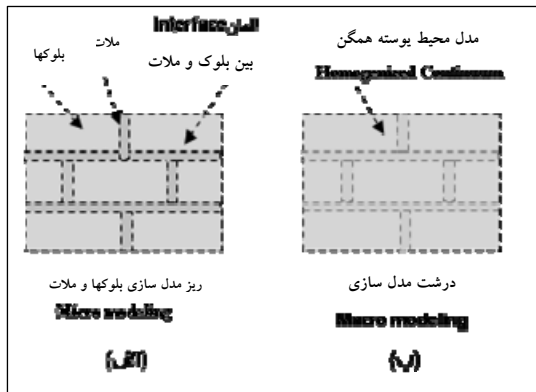 المان Interface
ملات
بلوکها
بین بلوک و ملات
ریز مدل سازی بلوکها و ملات
Micro modeling
(الف)
مدل محیط پیوسته همگن
Homogenized Continuum
درشت مدل سازی
Macro modeling
(ب)